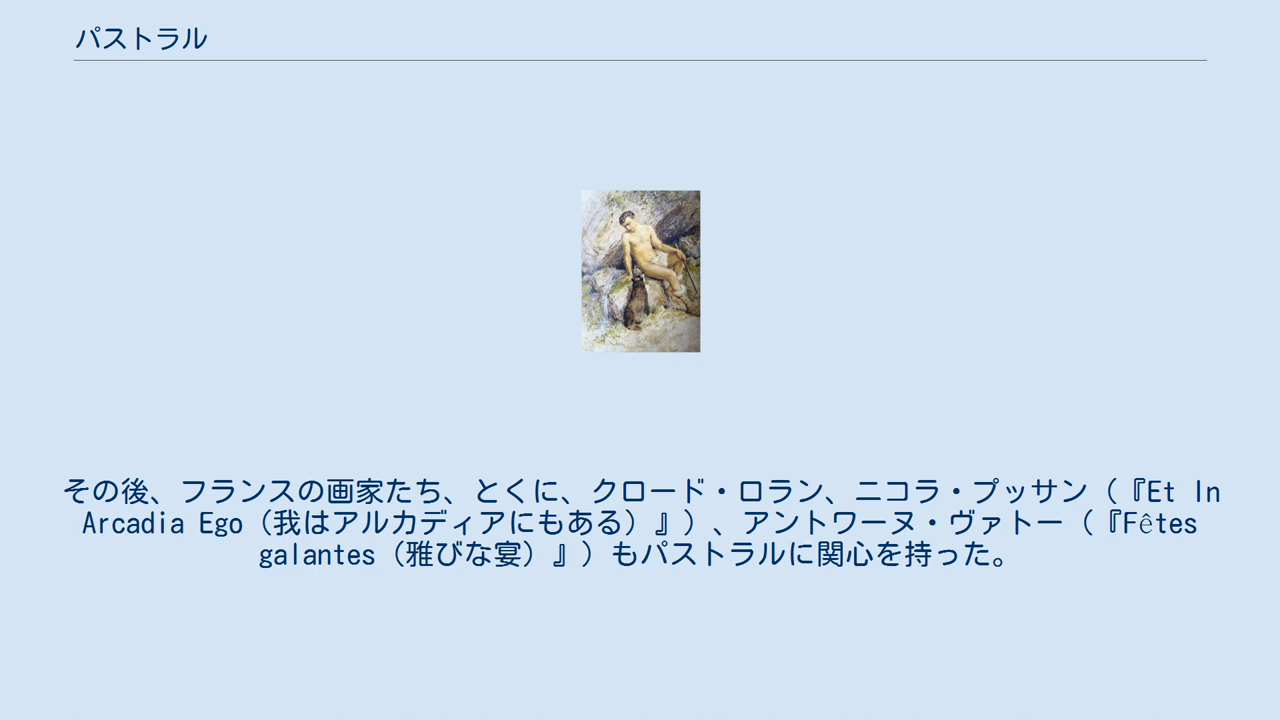 パストラル
その後、フランスの画家たち、とくに、クロード・ロラン、ニコラ・プッサン（『Et In
Arcadia Ego（我はアルカディアにもある）』）、アントワーヌ・ヴァトー（『Fêtes
galantes（雅びな宴）』）もパストラルに関心を持った。